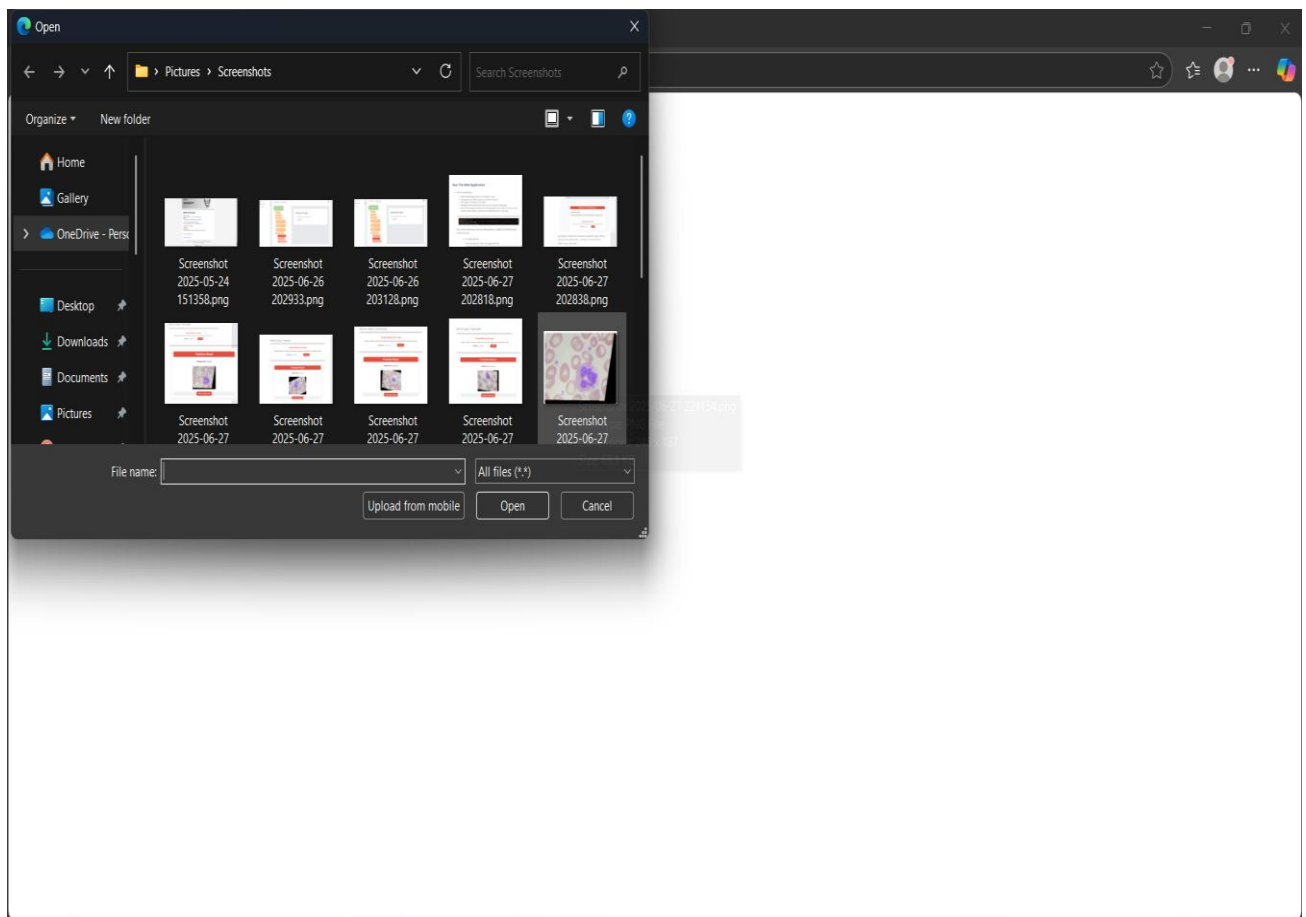 Open
Pictures > Screenshots
Search Screenshots
Organize
New folder
Home
Gallery
OneDrive - Perso
Desktop
Downloads
Documents
Pictures
Screenshot
2025-05-24
151358.png
Screenshot
2025-06-26
202933.png
Screenshot
2025-06-26
203128.png
Screenshot
2025-06-27
202818.png
Screenshot
2025-06-27
202838.png
Screenshot
2025-06-27
Screenshot
2025-06-27
Screenshot
2025-06-27
Screenshot
2025-06-27
Screenshot
2025-06-27
File name:
All files (*.*)
Upload from mobile
Open
Cancel